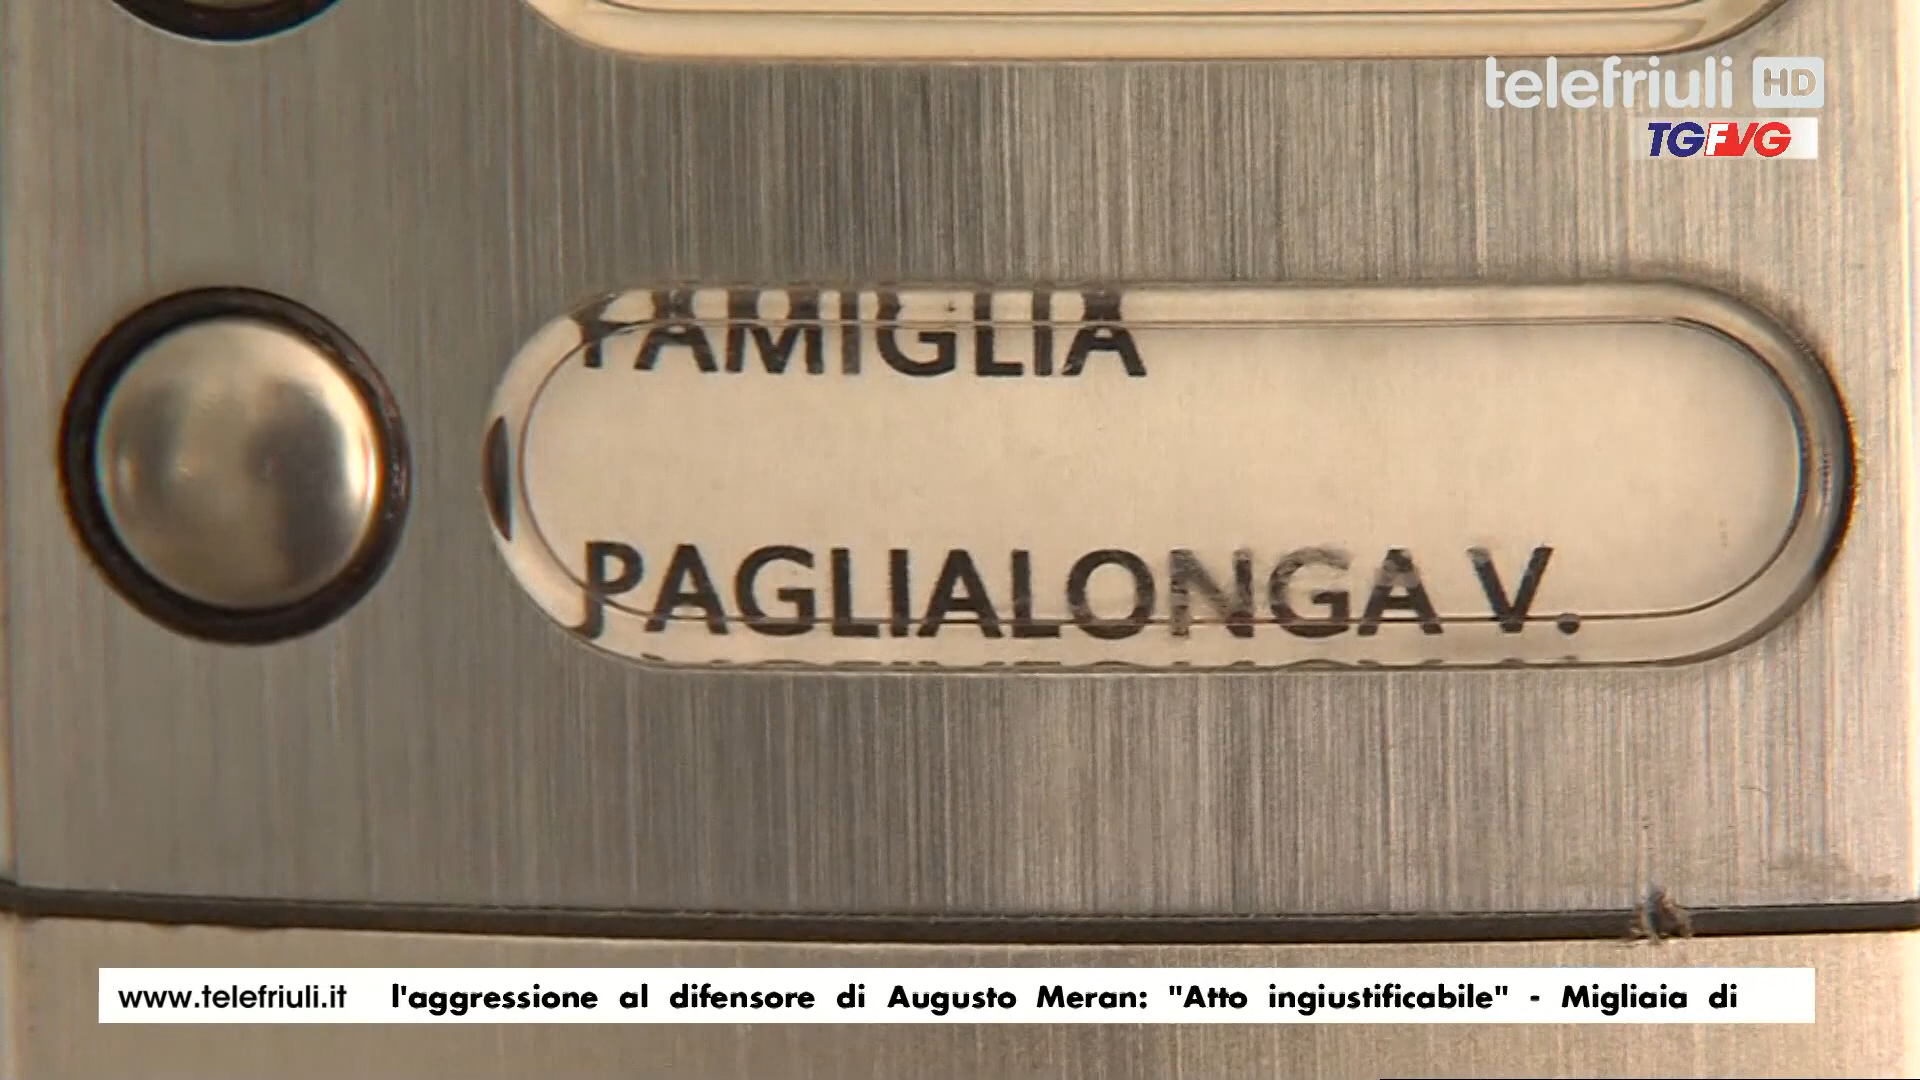 telefriuli HD
TGFVG
FAMIGLIA
PAGLIALONGA V.
www.telefriuli.it l'aggressione al difensore di Augusto Meran: "Atto ingiustificabile" - Migliaia di